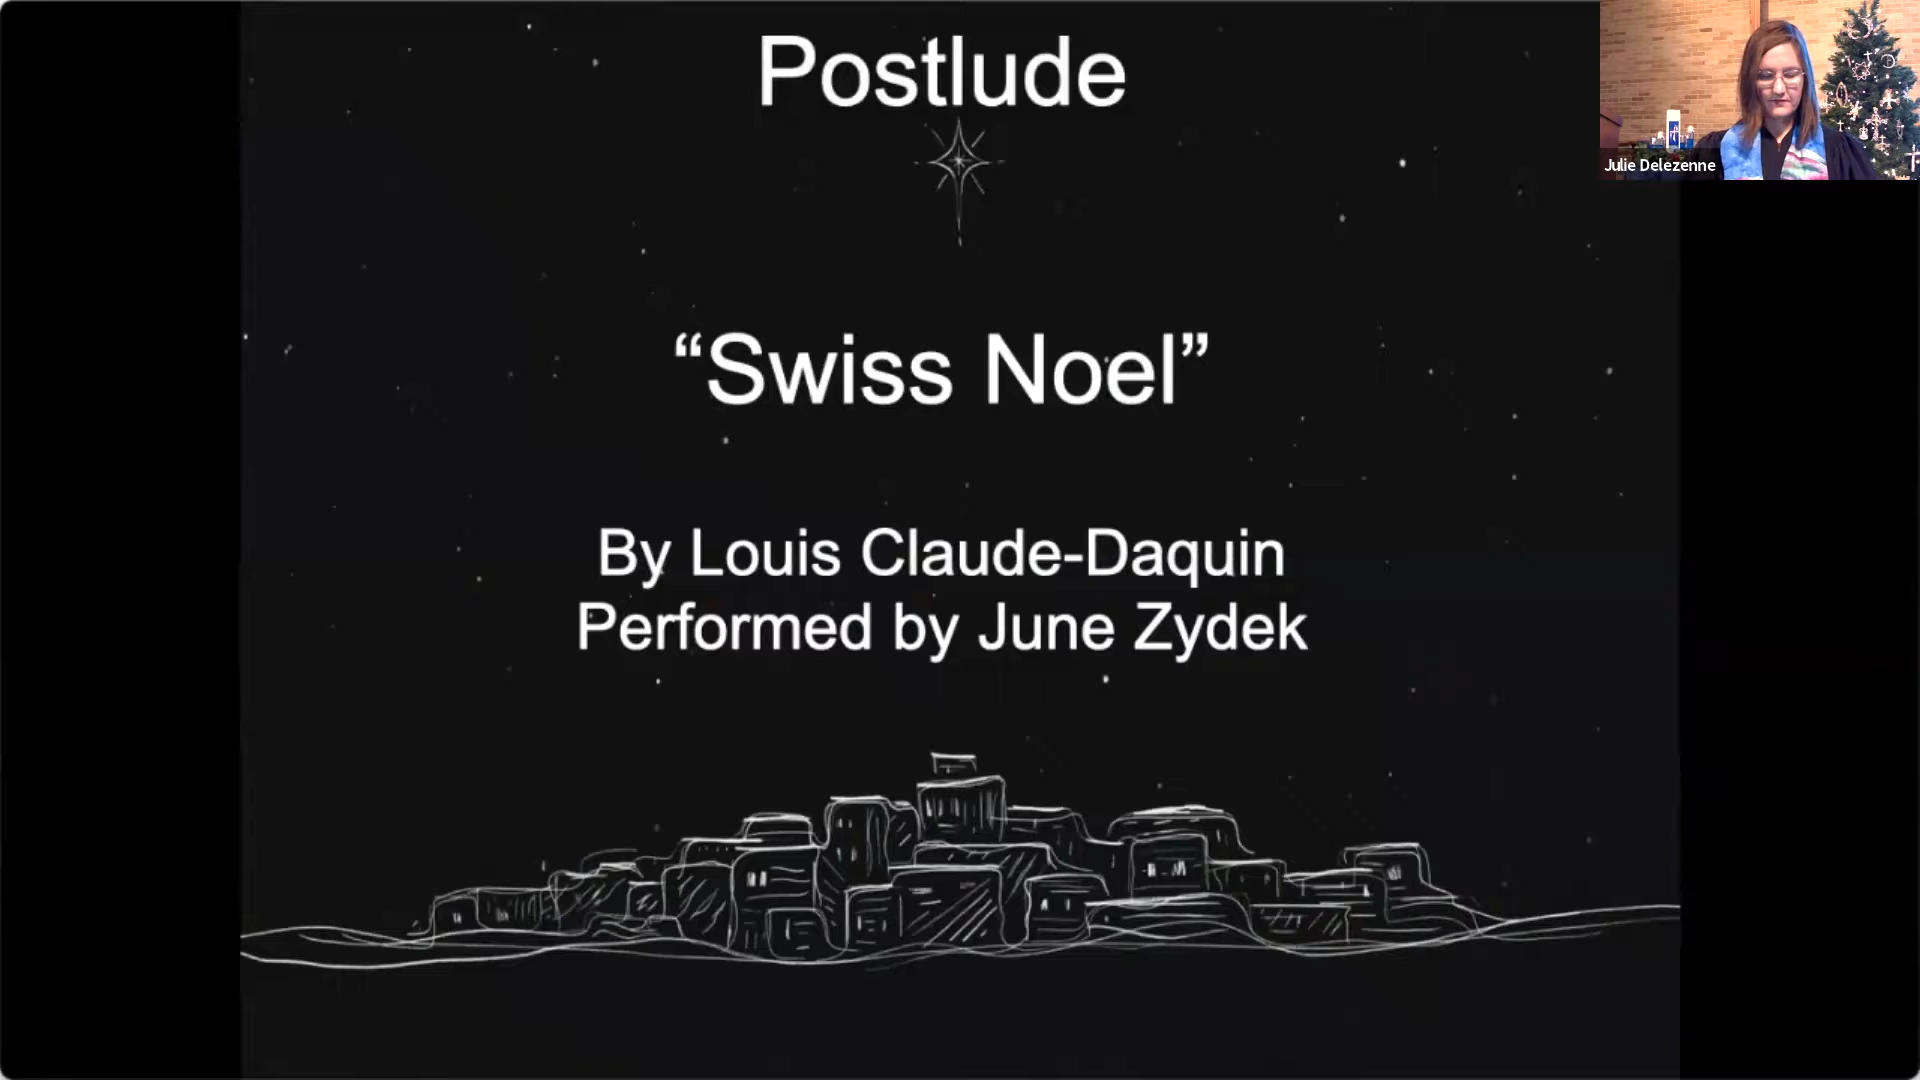 Postlude
“Swiss Noel”
By Louis Claude-Daquin
Performed by June Zydek
Julie Delezenne